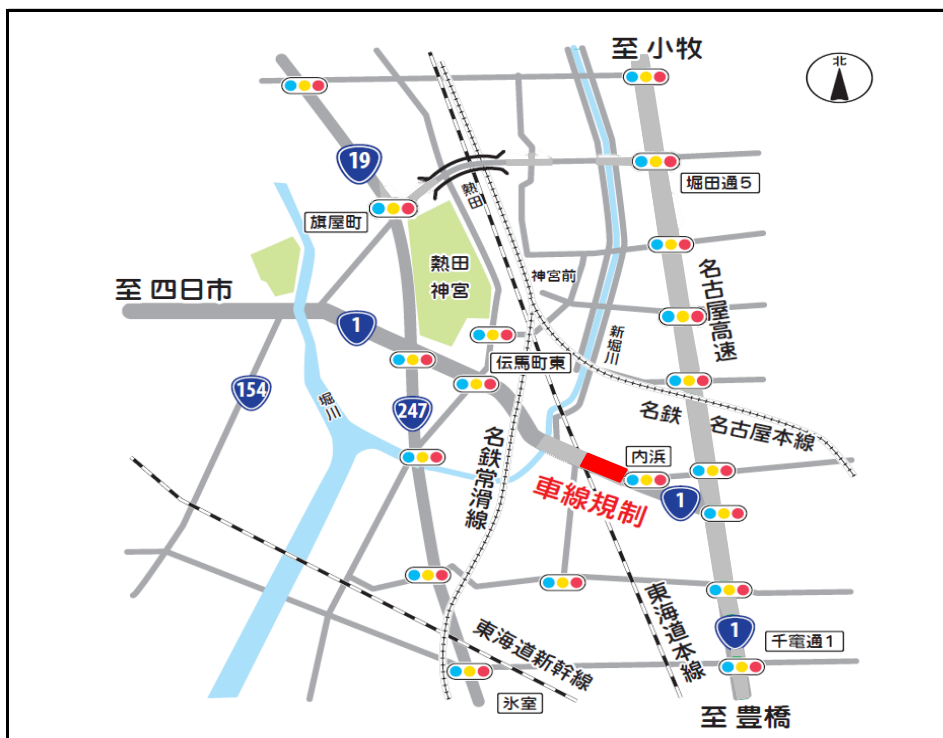 至 小牧
北
19
熱田
堀田通5
旗屋町
熱田
神宮
神宮前
至 四日市
名古屋高速
1
新堀川
伝馬町東
154
堀川
247
名鉄 名古屋本線
名鉄常滑線
内浜
車線規制
1
東海道本線
東海道新幹線
1
千竃通1
氷室
至 豊橋